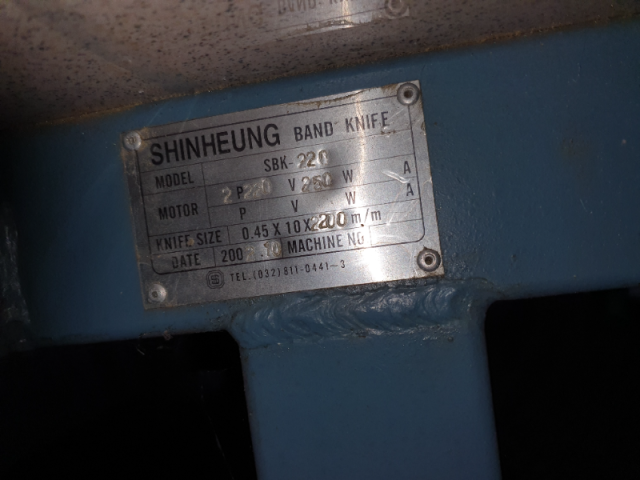 SHINHEUNG BAND KNIFE
MODEL SBK-220 A
MOTOR 2 P 220 V 250 W A
P V W
KNIFE SIZE 0.45 X 10 X 2200 m/m
DATE MACHINE NO
TEL.(032)811-0441-3